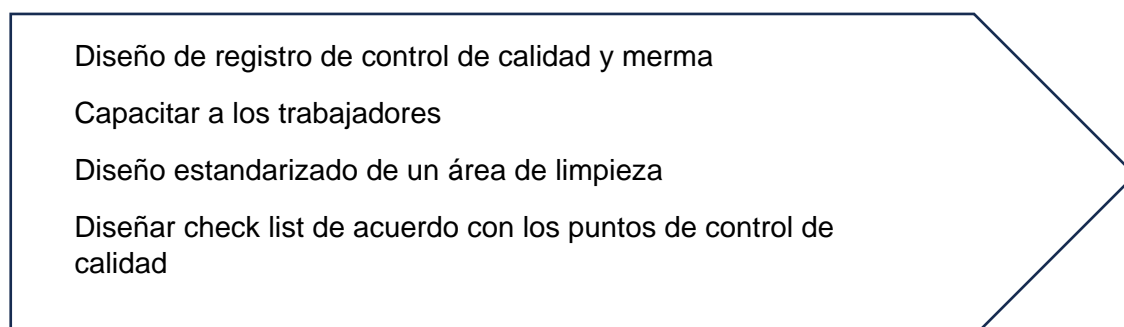 Diseño de registro de control de calidad y merma
Capacitar a los trabajadores
Diseño estandarizado de un área de limpieza
Diseñar check list de acuerdo con los puntos de control de
calidad